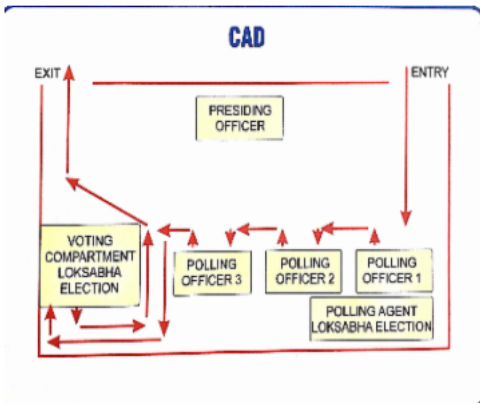 CAD
EXIT
ENTRY
PRESIDING
OFFICER
VOTING
COMPARTMENT
LOKSABHA
ELECTION
POLLING
OFFICER 3
POLLING
OFFICER 2
POLLING
OFFICER 1
POLLING AGENT
LOKSABHA ELECTION